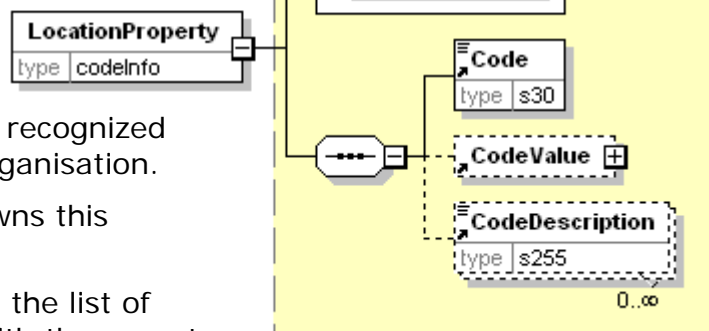 LocationProperty
type codeInfo
recognized
ganisation.
wns this
the list of
Code
type s30
CodeValue
CodeDescription
type s255
0..∞